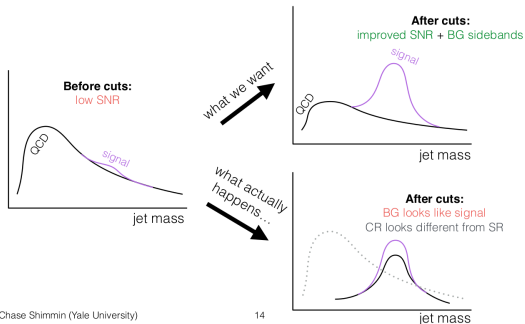 Before cuts:
low SNR
QCD
signal
jet mass
what we want
After cuts:
improved SNR + BG sidebands
signal
QCD
jet mass
what actually
happens...
After cuts:
BG looks like signal
CR looks different from SR
jet mass
Chase Shimmin (Yale University)
14